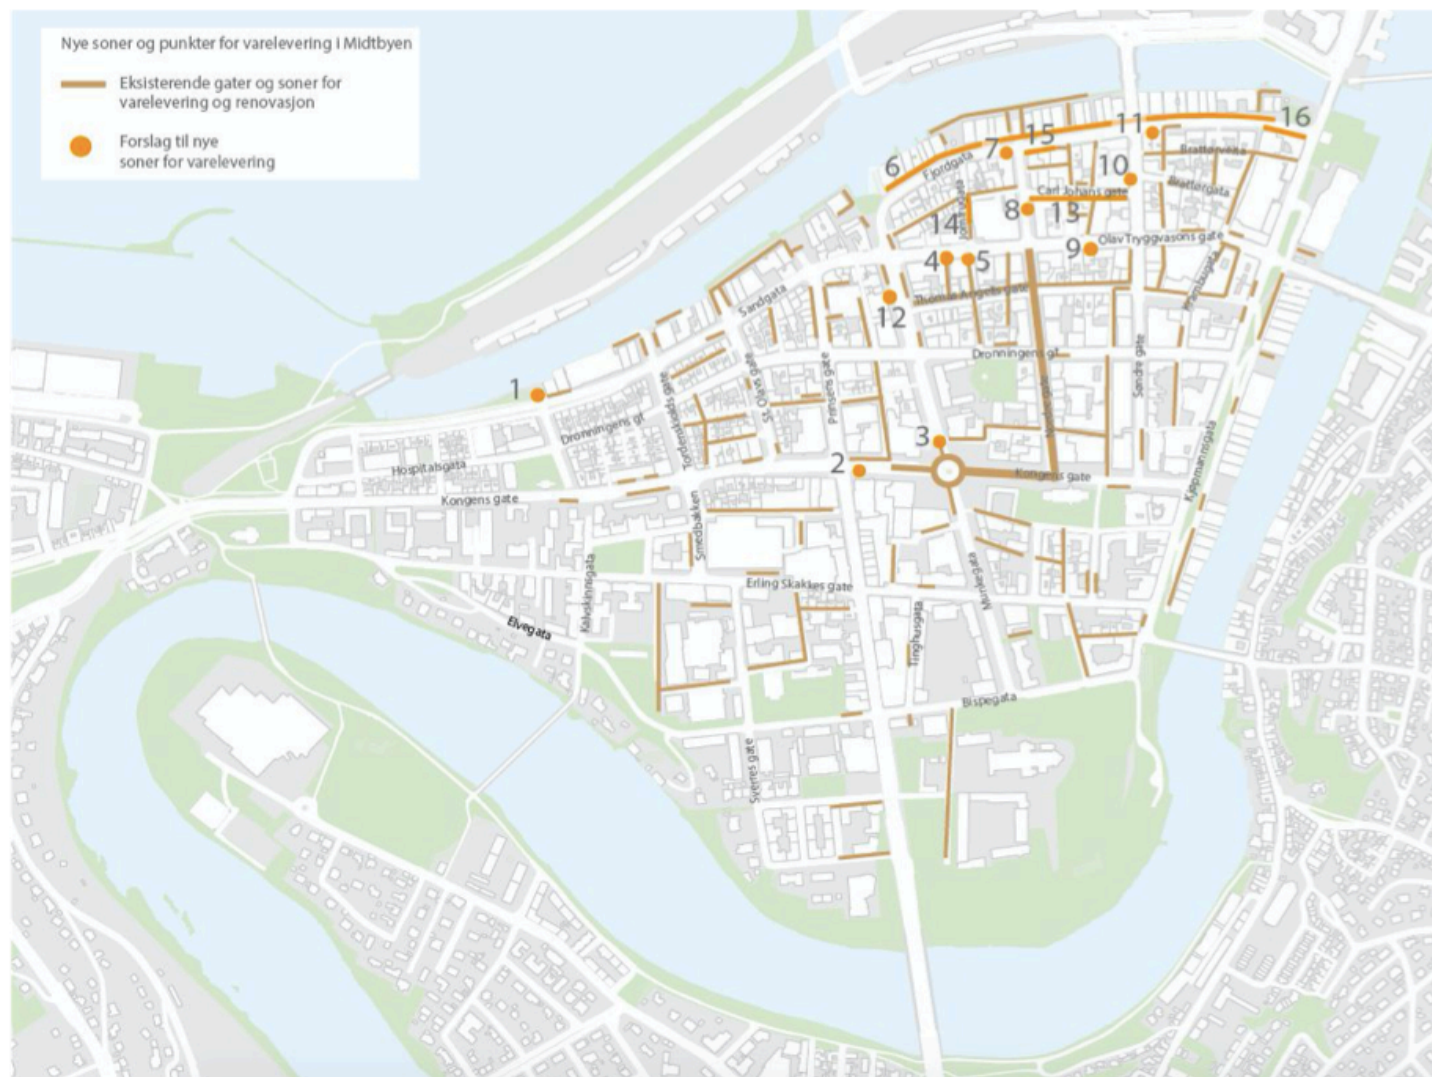 Nye soner og punkter for varelevering i Midtbyen
Eksisterende gater og soner for
varelevering og renovasjon
Forslag til nye
soner for varelevering
16
11
15
7
6
Fjordgata
Brattørveita
10
Brattørgata
Carl Johans gate
8
13
14
Jomfrugata
Olav Tryggvasons gate
9
4
5
Sandgata
Thomas Angells gate
12
Dronningens gt
Søndre gate
1
St. Olavs gate
Prinsens gate
Tordenskiolds gate
Dronningens gt
3
Kjøpmannsgata
Hospitalsgata
2
Kongens gate
Kongens gate
Smedbakken
Erling Skakkes gate
Munkegata
Kalvskinnsgata
Tinghusgata
Elvegata
Bispegata
Sverres gate